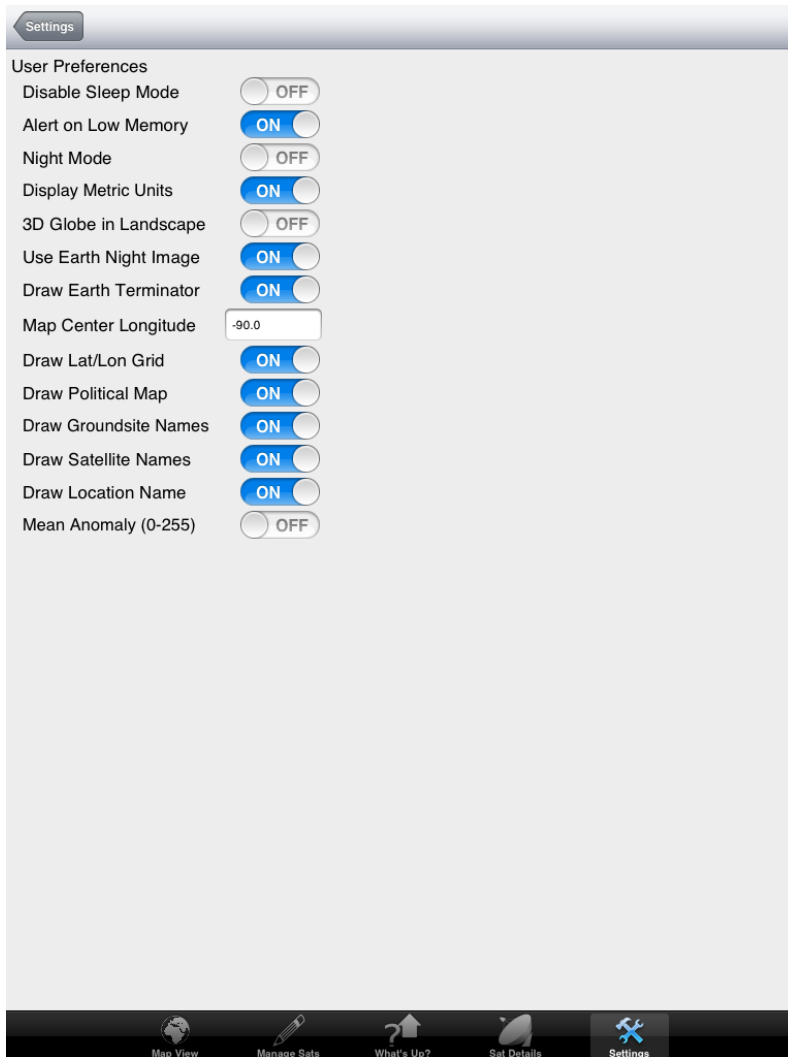 Settings
User Preferences
Disable Sleep Mode OFF
Alert on Low Memory ON
Night Mode OFF
Display Metric Units ON
3D Globe in Landscape OFF
Use Earth Night Image ON
Draw Earth Terminator ON
Map Center Longitude -90.0
Draw Lat/Lon Grid ON
Draw Political Map ON
Draw Groundsite Names ON
Draw Satellite Names ON
Draw Location Name ON
Mean Anomaly (0-255) OFF
Map View Manage Sats What's Up? Sat Details Settings